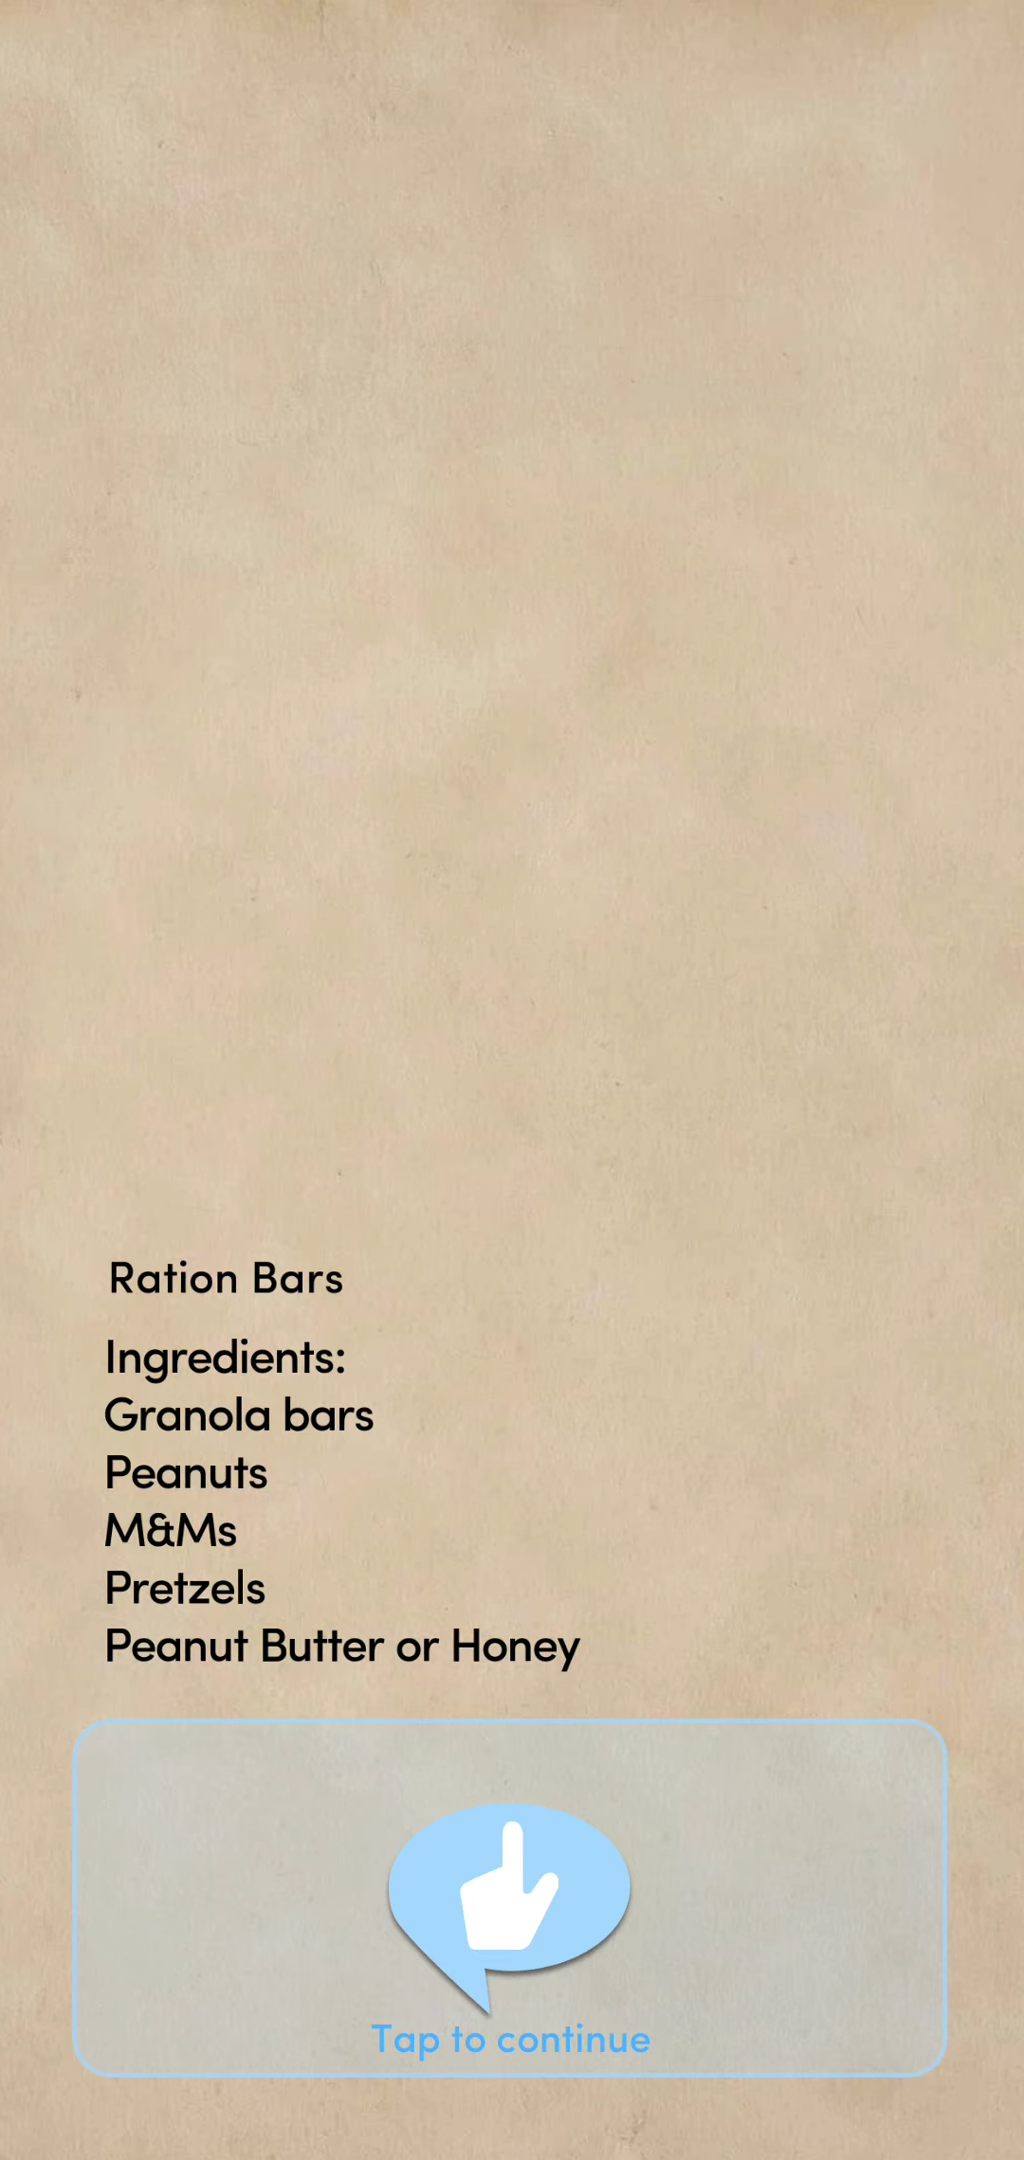 Ration Bars
Ingredients:
Granola bars
Peanuts
M&Ms
Pretzels
Peanut Butter or Honey
Tap to continue